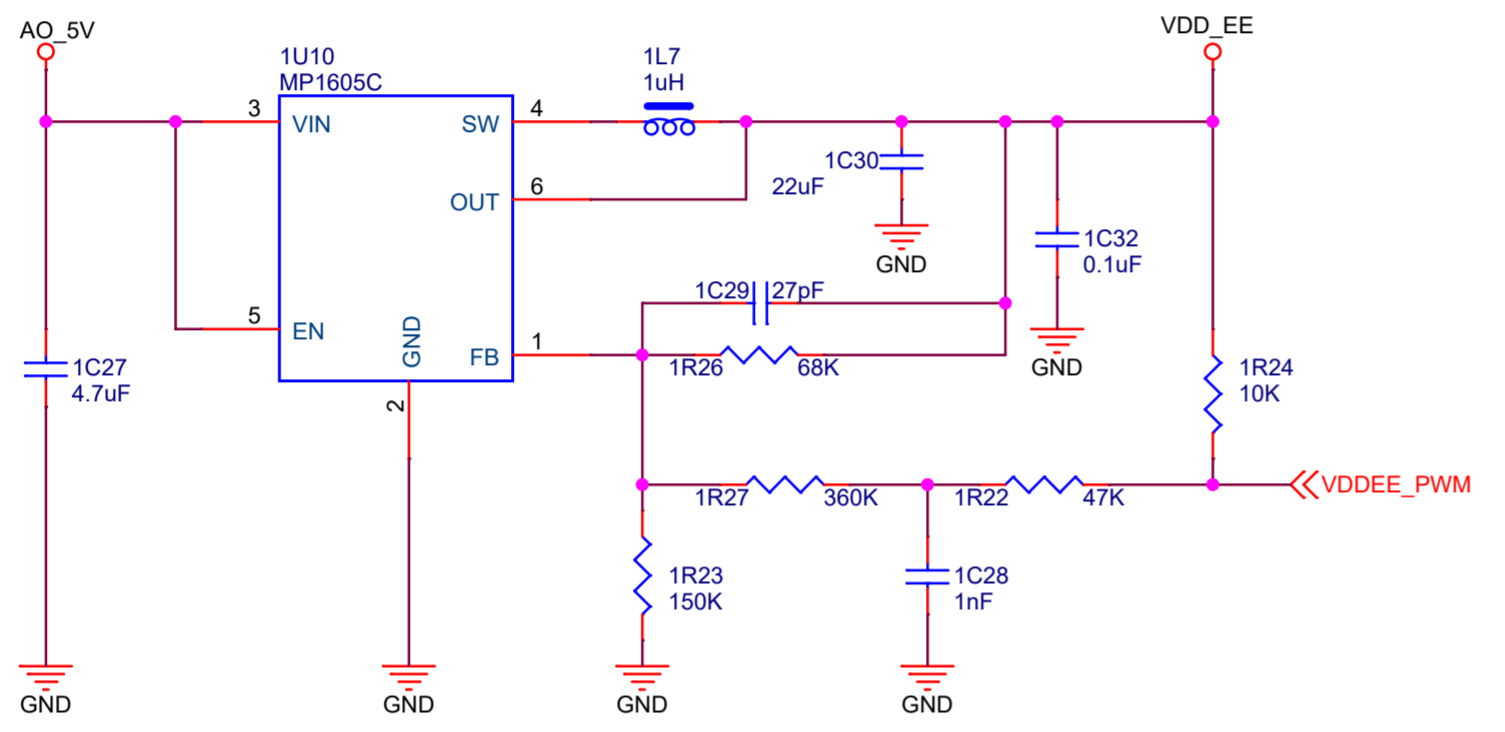 AO_5V
VDD_EE
1U10
MP1605C
1L7
1uH
3
VIN
SW
4
OUT
6
1C30
22uF
GND
1C32
0.1uF
GND
1C29
27pF
5
EN
GND
2
FB
1
1R26
68K
1C27
4.7uF
1R24
10K
1R27
360K
1R22
47K
VDDEE_PWM
1R23
150K
1C28
1nF
GND
GND
GND
GND